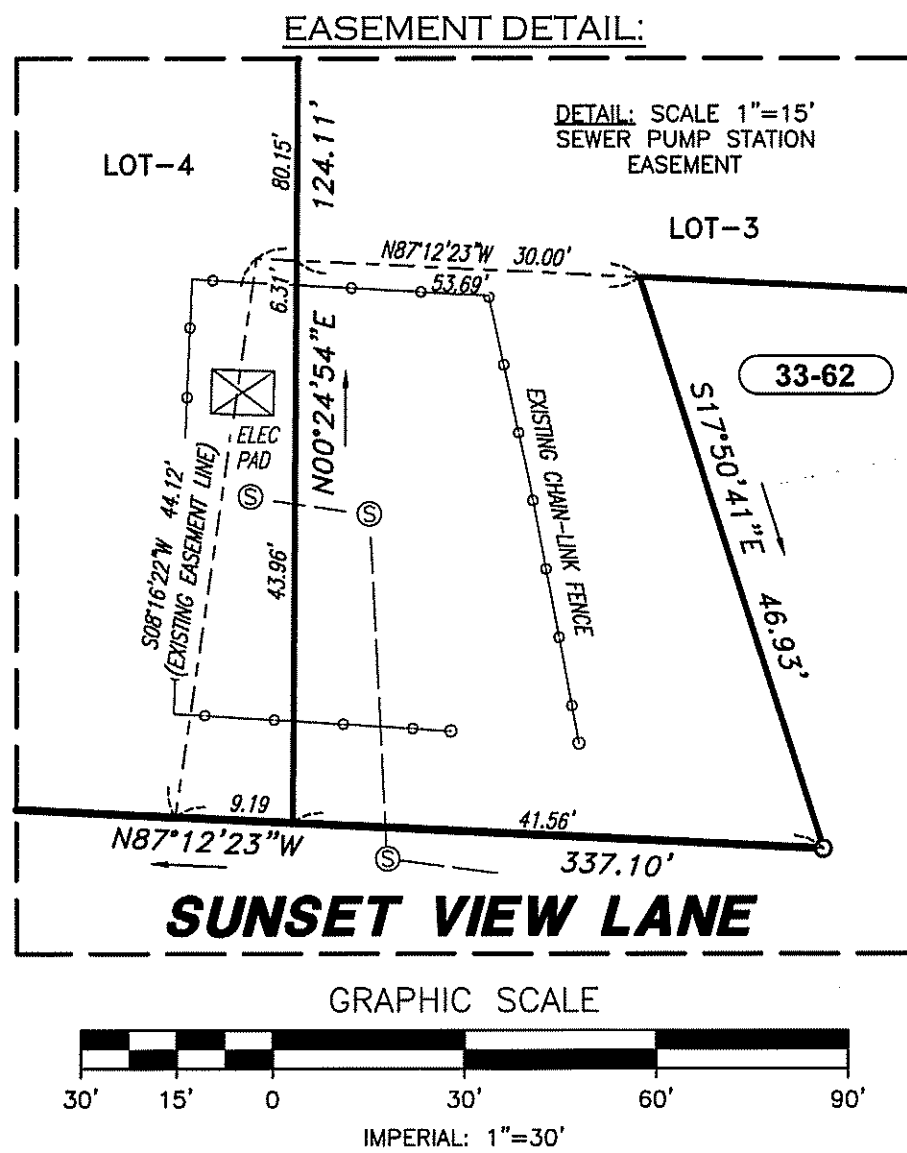 EASEMENT DETAIL:
DETAIL: SCALE 1"=15'
SEWER PUMP STATION
EASEMENT
LOT-4
80.15'
124.11'
LOT-3
N87°12'23"W 30.00'
53.69'
6.31'
33-62
ELEC
PAD
N00°24'54"E
EXISTING CHAIN-LINK FENCE
S17°50'41"E 46.93'
S
S
S08°16'22"W 44.12'
(EXISTING EASEMENT LINE)
43.96'
9.19
41.56'
N87°12'23"W
S
337.10'
SUNSET VIEW LANE
GRAPHIC SCALE
30' 15' 0 30' 60' 90'
IMPERIAL: 1"=30'